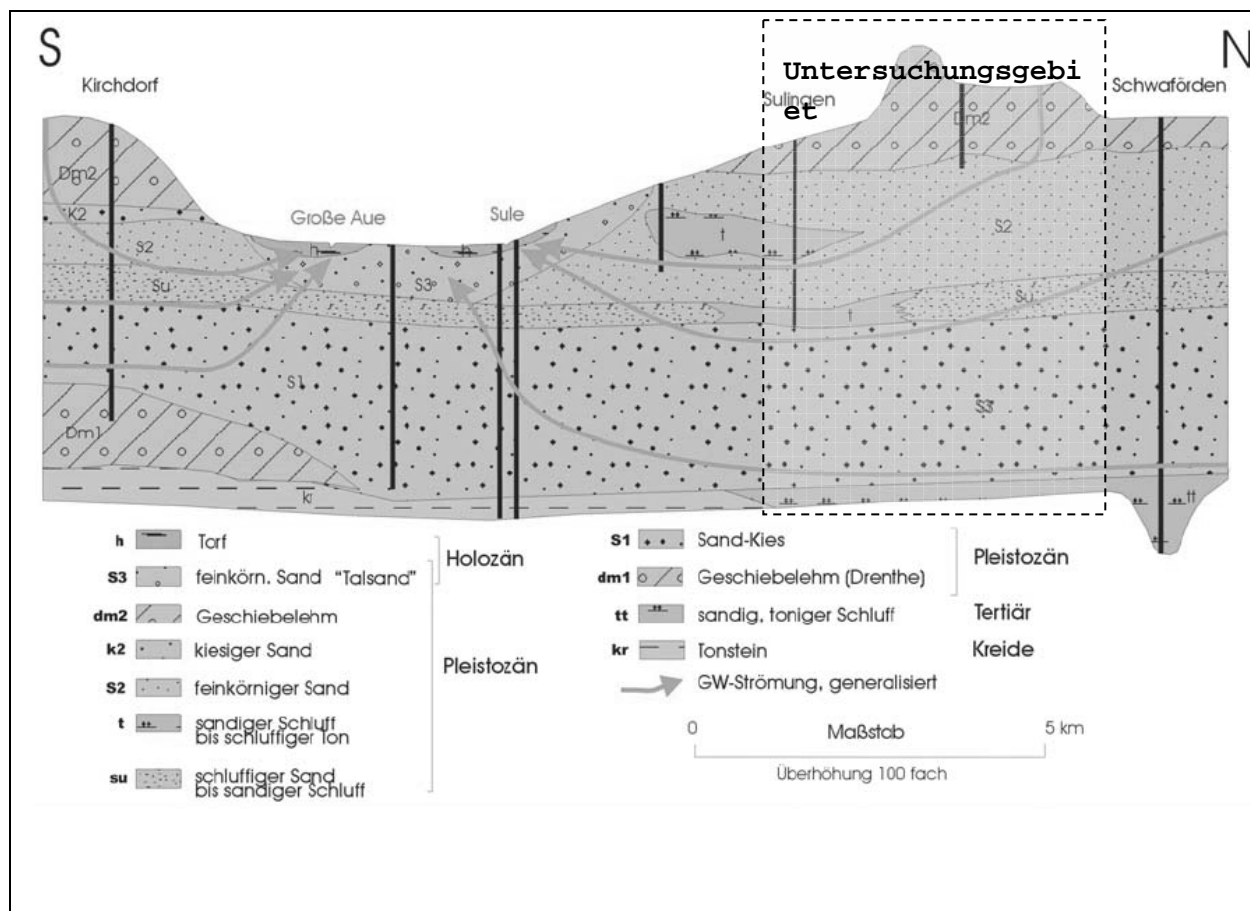 S
N
Kirchdorf
Untersuchungsgebi
et
Sulingen
Schwaförden
Dm2
Dm2
K2
Große Aue
Sule
h
h
t
S2
S2
Su
S3
Su
t
S1
S3
Dm1
kr
tt
h Torf
S3 feinkörn. Sand "Talsand"
Holozän
dm2 Geschiebelehm
k2 kiesiger Sand
S2 feinkörniger Sand
t sandiger Schluff
bis schluffiger Ton
su schluffiger Sand
bis sandiger Schluff
Pleistozän
S1 Sand-Kies
dm1 Geschiebelehm (Drenthe)
Pleistozän
tt sandig, toniger Schluff Tertiär
kr Tonstein Kreide
GW-Strömung, generalisiert
0 Maßstab 5 km
Überhöhung 100 fach